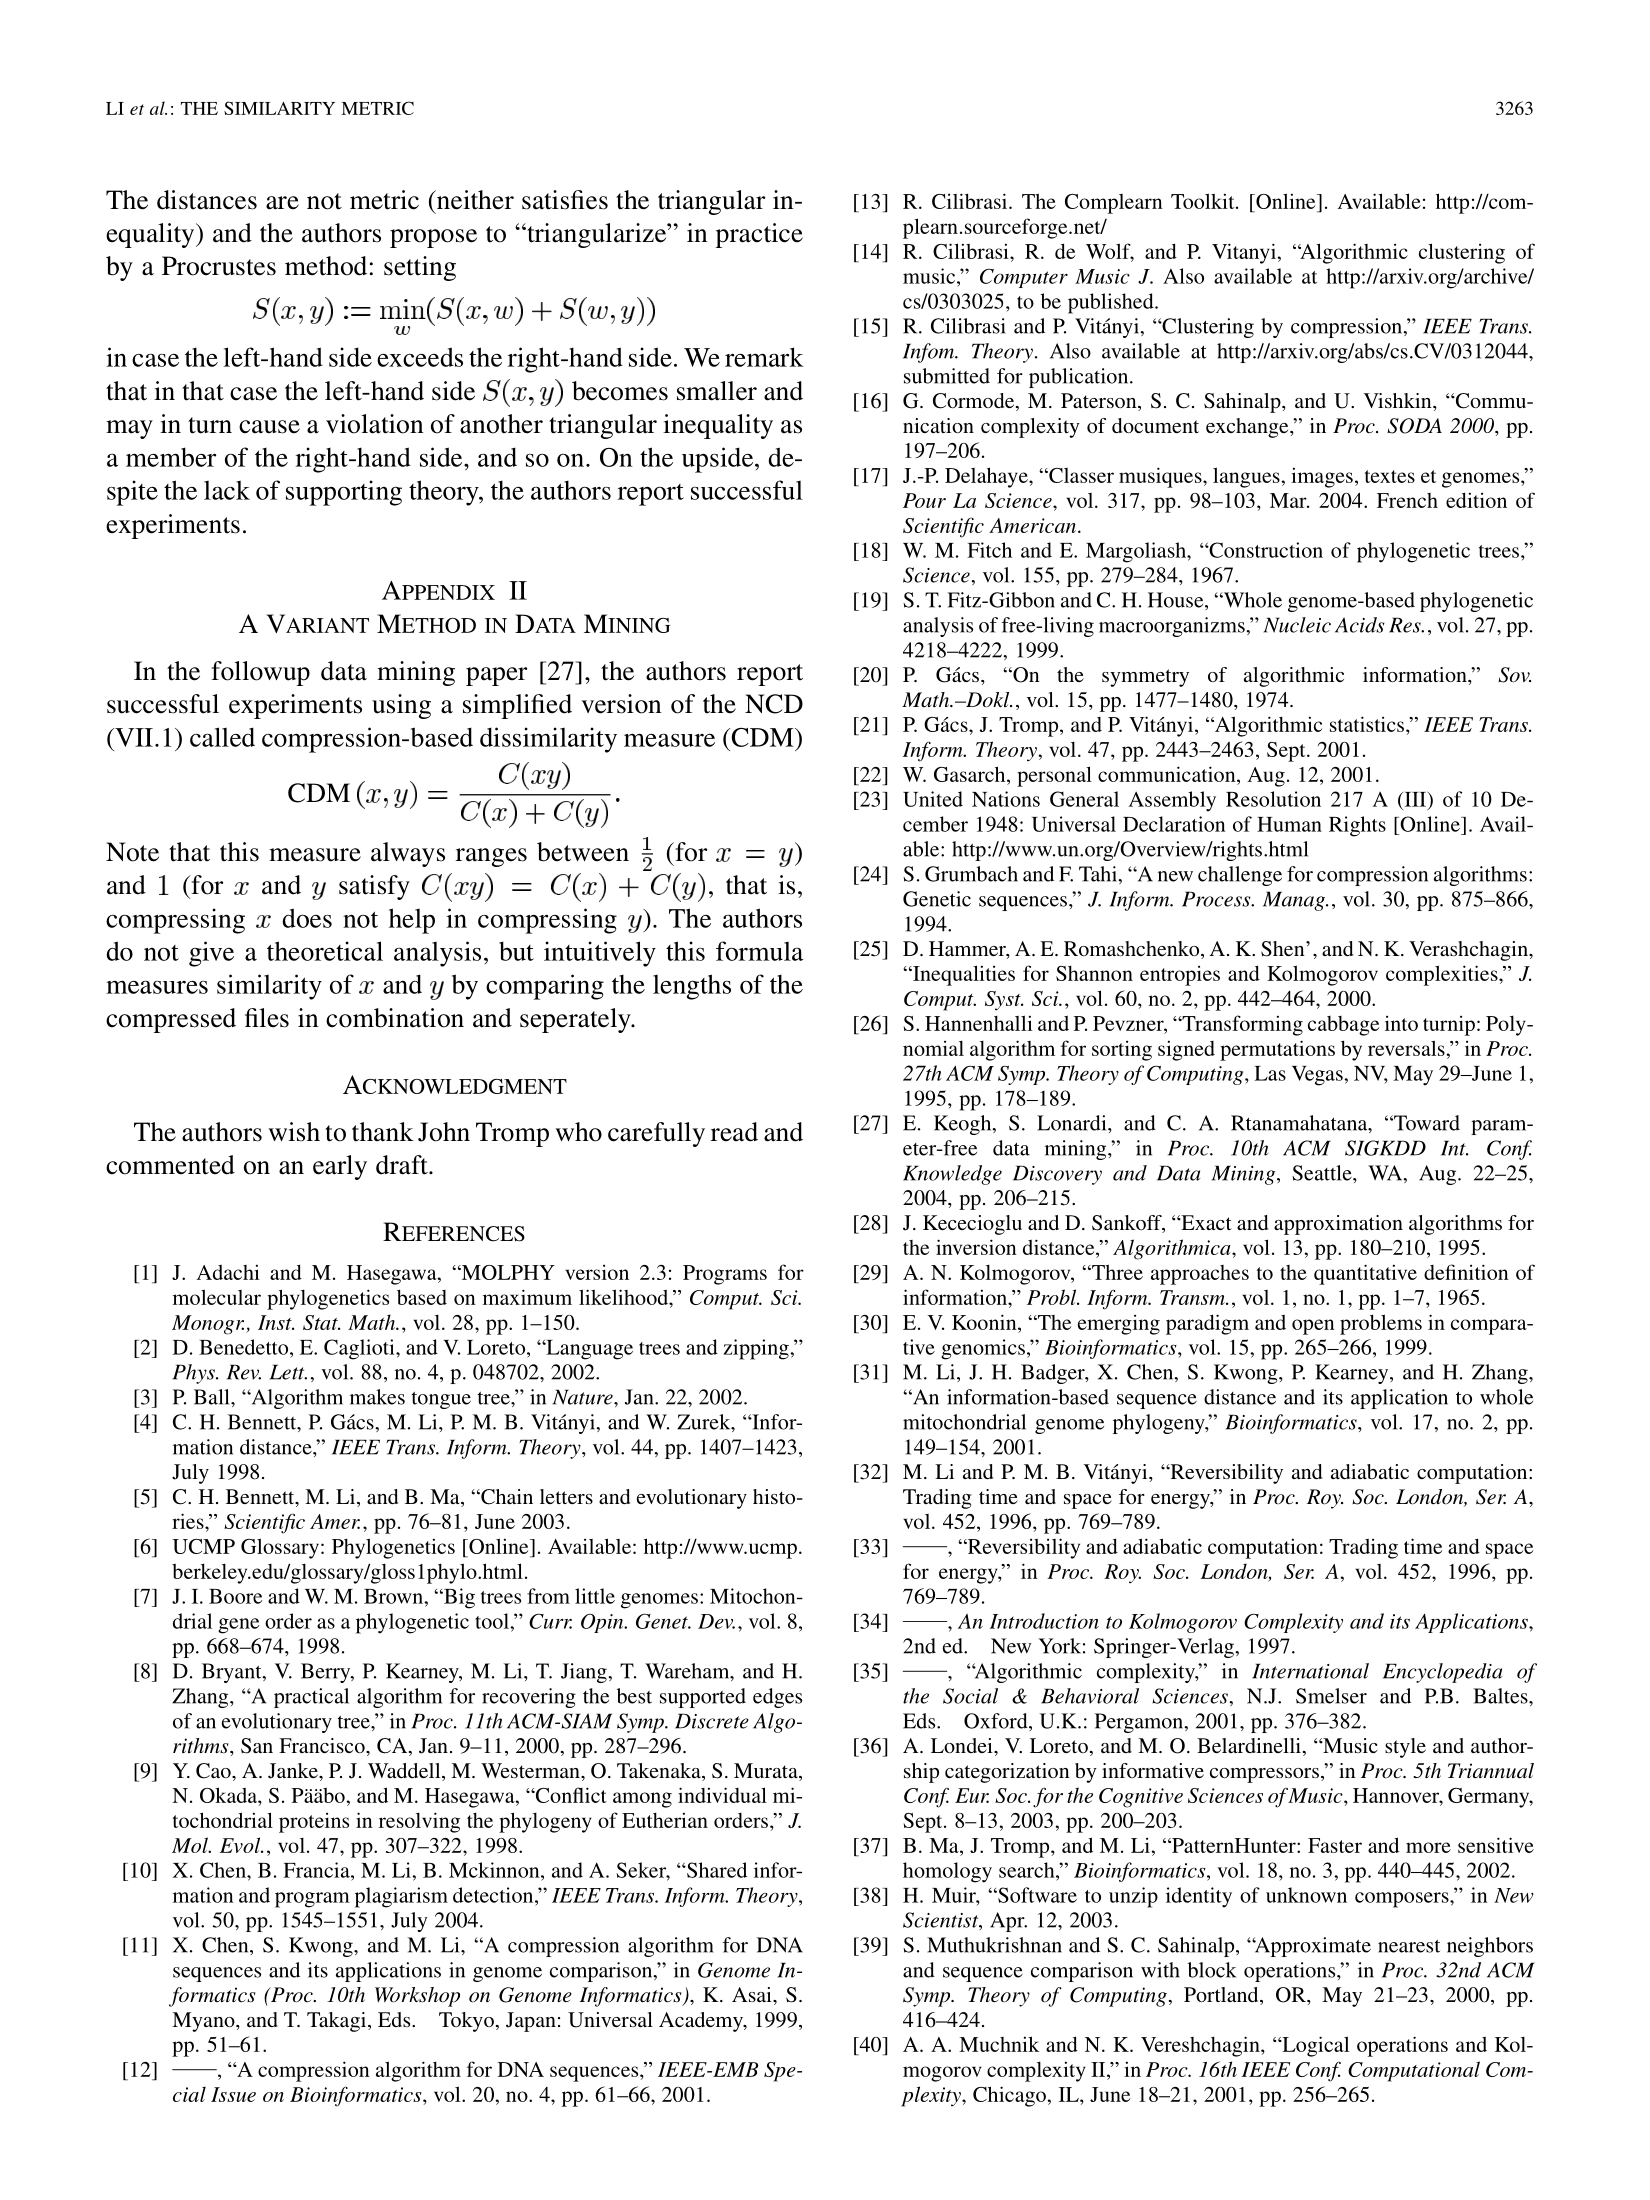 LI et al.: THE SIMILARITY METRIC
3263
The distances are not metric (neither satisfies the triangular in-
equality) and the authors propose to “triangularize” in practice
by a Procrustes method: setting
S(x, y) := min(S(x, w) + S(w, y))
w
in case the left-hand side exceeds the right-hand side. We remark
that in that case the left-hand side S(x, y) becomes smaller and
may in turn cause a violation of another triangular inequality as
a member of the right-hand side, and so on. On the upside, de-
spite the lack of supporting theory, the authors report successful
experiments.
APPENDIX II
A VARIANT METHOD IN DATA MINING
In the followup data mining paper [27], the authors report
successful experiments using a simplified version of the NCD
(VII.1) called compression-based dissimilarity measure (CDM)
CDM (x, y) = C(xy) / C(x) + C(y).
Note that this measure always ranges between 1/2 (for x = y)
and 1 (for x and y satisfy C(xy) = C(x) + C(y), that is,
compressing x does not help in compressing y). The authors
do not give a theoretical analysis, but intuitively this formula
measures similarity of x and y by comparing the lengths of the
compressed files in combination and seperately.
ACKNOWLEDGMENT
The authors wish to thank John Tromp who carefully read and
commented on an early draft.
REFERENCES
[1] J. Adachi and M. Hasegawa, “MOLPHY version 2.3: Programs for
molecular phylogenetics based on maximum likelihood,” Comput. Sci.
Monogr., Inst. Stat. Math., vol. 28, pp. 1–150.
[2] D. Benedetto, E. Caglioti, and V. Loreto, “Language trees and zipping,”
Phys. Rev. Lett., vol. 88, no. 4, p. 048702, 2002.
[3] P. Ball, “Algorithm makes tongue tree,” in Nature, Jan. 22, 2002.
[4] C. H. Bennett, P. Gács, M. Li, P. M. B. Vitányi, and W. Zurek, “Infor-
mation distance,” IEEE Trans. Inform. Theory, vol. 44, pp. 1407–1423,
July 1998.
[5] C. H. Bennett, M. Li, and B. Ma, “Chain letters and evolutionary histo-
ries,” Scientific Amer., pp. 76–81, June 2003.
[6] UCMP Glossary: Phylogenetics [Online]. Available: http://www.ucmp.
berkeley.edu/glossary/gloss1phylo.html.
[7] J. I. Boore and W. M. Brown, “Big trees from little genomes: Mitochon-
drial gene order as a phylogenetic tool,” Curr. Opin. Genet. Dev., vol. 8,
pp. 668–674, 1998.
[8] D. Bryant, V. Berry, P. Kearney, M. Li, T. Jiang, T. Wareham, and H.
Zhang, “A practical algorithm for recovering the best supported edges
of an evolutionary tree,” in Proc. 11th ACM-SIAM Symp. Discrete Algo-
rithms, San Francisco, CA, Jan. 9–11, 2000, pp. 287–296.
[9] Y. Cao, A. Janke, P. J. Waddell, M. Westerman, O. Takenaka, S. Murata,
N. Okada, S. Pääbo, and M. Hasegawa, “Conflict among individual mi-
tochondrial proteins in resolving the phylogeny of Eutherian orders,” J.
Mol. Evol., vol. 47, pp. 307–322, 1998.
[10] X. Chen, B. Francia, M. Li, B. Mckinnon, and A. Seker, “Shared infor-
mation and program plagiarism detection,” IEEE Trans. Inform. Theory,
vol. 50, pp. 1545–1551, July 2004.
[11] X. Chen, S. Kwong, and M. Li, “A compression algorithm for DNA
sequences and its applications in genome comparison,” in Genome In-
formatics (Proc. 10th Workshop on Genome Informatics), K. Asai, S.
Myano, and T. Takagi, Eds. Tokyo, Japan: Universal Academy, 1999,
pp. 51–61.
[12] ——, “A compression algorithm for DNA sequences,” IEEE-EMB Spe-
cial Issue on Bioinformatics, vol. 20, no. 4, pp. 61–66, 2001.
[13] R. Cilibrasi. The Complearn Toolkit. [Online]. Available: http://com-
plearn.sourceforge.net/
[14] R. Cilibrasi, R. de Wolf, and P. Vitanyi, “Algorithmic clustering of
music,” Computer Music J. Also available at http://arxiv.org/archive/
cs/0303025, to be published.
[15] R. Cilibrasi and P. Vitányi, “Clustering by compression,” IEEE Trans.
Infom. Theory. Also available at http://arxiv.org/abs/cs.CV/0312044,
submitted for publication.
[16] G. Cormode, M. Paterson, S. C. Sahinalp, and U. Vishkin, “Commu-
nication complexity of document exchange,” in Proc. SODA 2000, pp.
197–206.
[17] J.-P. Delahaye, “Classer musiques, langues, images, textes et genomes,”
Pour La Science, vol. 317, pp. 98–103, Mar. 2004. French edition of
Scientific American.
[18] W. M. Fitch and E. Margoliash, “Construction of phylogenetic trees,”
Science, vol. 155, pp. 279–284, 1967.
[19] S. T. Fitz-Gibbon and C. H. House, “Whole genome-based phylogenetic
analysis of free-living macroorganizms,” Nucleic Acids Res., vol. 27, pp.
4218–4222, 1999.
[20] P. Gács, “On the symmetry of algorithmic information,” Sov.
Math.–Dokl., vol. 15, pp. 1477–1480, 1974.
[21] P. Gács, J. Tromp, and P. Vitányi, “Algorithmic statistics,” IEEE Trans.
Inform. Theory, vol. 47, pp. 2443–2463, Sept. 2001.
[22] W. Gasarch, personal communication, Aug. 12, 2001.
[23] United Nations General Assembly Resolution 217 A (III) of 10 De-
cember 1948: Universal Declaration of Human Rights [Online]. Avail-
able: http://www.un.org/Overview/rights.html
[24] S. Grumbach and F. Tahi, “A new challenge for compression algorithms:
Genetic sequences,” J. Inform. Process. Manag., vol. 30, pp. 875–866,
1994.
[25] D. Hammer, A. E. Romashchenko, A. K. Shen’, and N. K. Verashchagin,
“Inequalities for Shannon entropies and Kolmogorov complexities,” J.
Comput. Syst. Sci., vol. 60, no. 2, pp. 442–464, 2000.
[26] S. Hannenhalli and P. Pevzner, “Transforming cabbage into turnip: Poly-
nomial algorithm for sorting signed permutations by reversals,” in Proc.
27th ACM Symp. Theory of Computing, Las Vegas, NV, May 29–June 1,
1995, pp. 178–189.
[27] E. Keogh, S. Lonardi, and C. A. Rtanamahatana, “Toward param-
eter-free data mining,” in Proc. 10th ACM SIGKDD Int. Conf.
Knowledge Discovery and Data Mining, Seattle, WA, Aug. 22–25,
2004, pp. 206–215.
[28] J. Kececioglu and D. Sankoff, “Exact and approximation algorithms for
the inversion distance,” Algorithmica, vol. 13, pp. 180–210, 1995.
[29] A. N. Kolmogorov, “Three approaches to the quantitative definition of
information,” Probl. Inform. Transm., vol. 1, no. 1, pp. 1–7, 1965.
[30] E. V. Koonin, “The emerging paradigm and open problems in compara-
tive genomics,” Bioinformatics, vol. 15, pp. 265–266, 1999.
[31] M. Li, J. H. Badger, X. Chen, S. Kwong, P. Kearney, and H. Zhang,
“An information-based sequence distance and its application to whole
mitochondrial genome phylogeny,” Bioinformatics, vol. 17, no. 2, pp.
149–154, 2001.
[32] M. Li and P. M. B. Vitányi, “Reversibility and adiabatic computation:
Trading time and space for energy,” in Proc. Roy. Soc. London, Ser. A,
vol. 452, 1996, pp. 769–789.
[33] ——, “Reversibility and adiabatic computation: Trading time and space
for energy,” in Proc. Roy. Soc. London, Ser. A, vol. 452, 1996, pp.
769–789.
[34] ——, An Introduction to Kolmogorov Complexity and its Applications,
2nd ed. New York: Springer-Verlag, 1997.
[35] ——, “Algorithmic complexity,” in International Encyclopedia of
the Social & Behavioral Sciences, N.J. Smelser and P.B. Baltes,
Eds. Oxford, U.K.: Pergamon, 2001, pp. 376–382.
[36] A. Londei, V. Loreto, and M. O. Belardinelli, “Music style and author-
ship categorization by informative compressors,” in Proc. 5th Triannual
Conf. Eur. Soc. for the Cognitive Sciences of Music, Hannover, Germany,
Sept. 8–13, 2003, pp. 200–203.
[37] B. Ma, J. Tromp, and M. Li, “PatternHunter: Faster and more sensitive
homology search,” Bioinformatics, vol. 18, no. 3, pp. 440–445, 2002.
[38] H. Muir, “Software to unzip identity of unknown composers,” in New
Scientist, Apr. 12, 2003.
[39] S. Muthukrishnan and S. C. Sahinalp, “Approximate nearest neighbors
and sequence comparison with block operations,” in Proc. 32nd ACM
Symp. Theory of Computing, Portland, OR, May 21–23, 2000, pp.
416–424.
[40] A. A. Muchnik and N. K. Vereshchagin, “Logical operations and Kol-
mogorov complexity II,” in Proc. 16th IEEE Conf. Computational Com-
plexity, Chicago, IL, June 18–21, 2001, pp. 256–265.